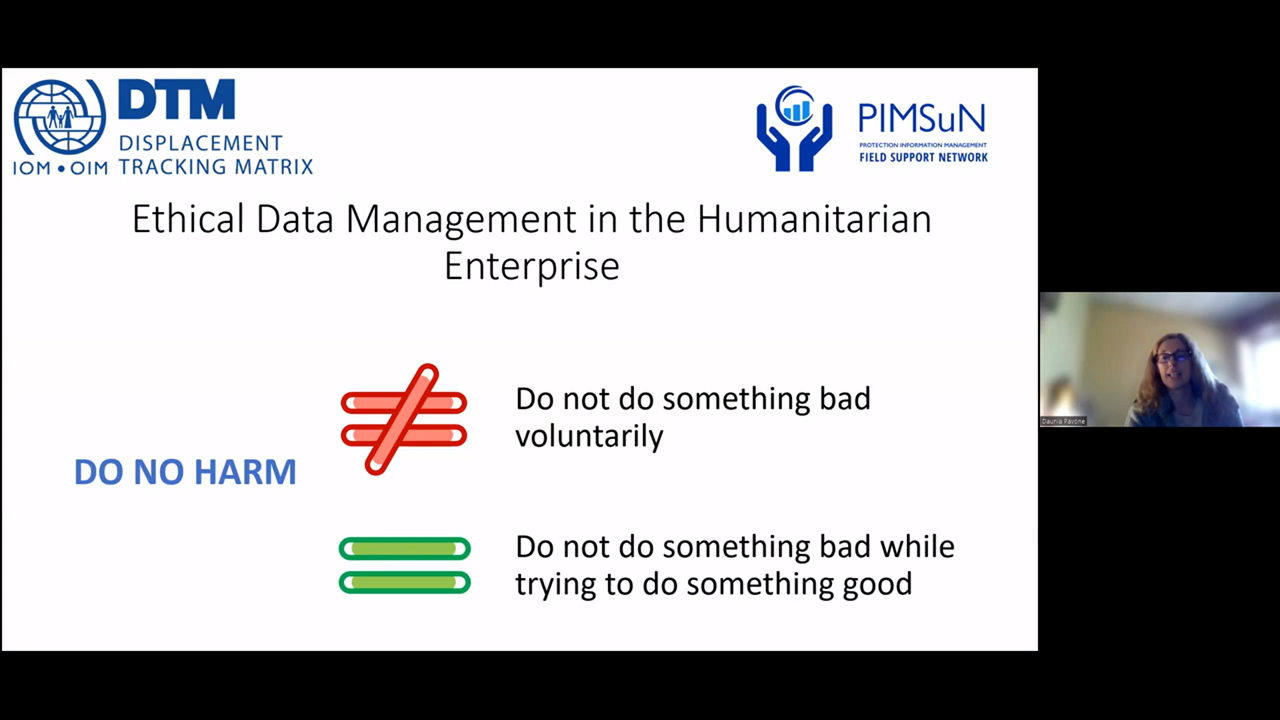 DTM
DISPLACEMENT
IOM • OIM TRACKING MATRIX
PIMSuN
PROTECTION INFORMATION MANAGEMENT
FIELD SUPPORT NETWORK
Ethical Data Management in the Humanitarian
Enterprise
Do not do something bad
voluntarily
DO NO HARM
Do not do something bad while
trying to do something good
Daunia Pavone